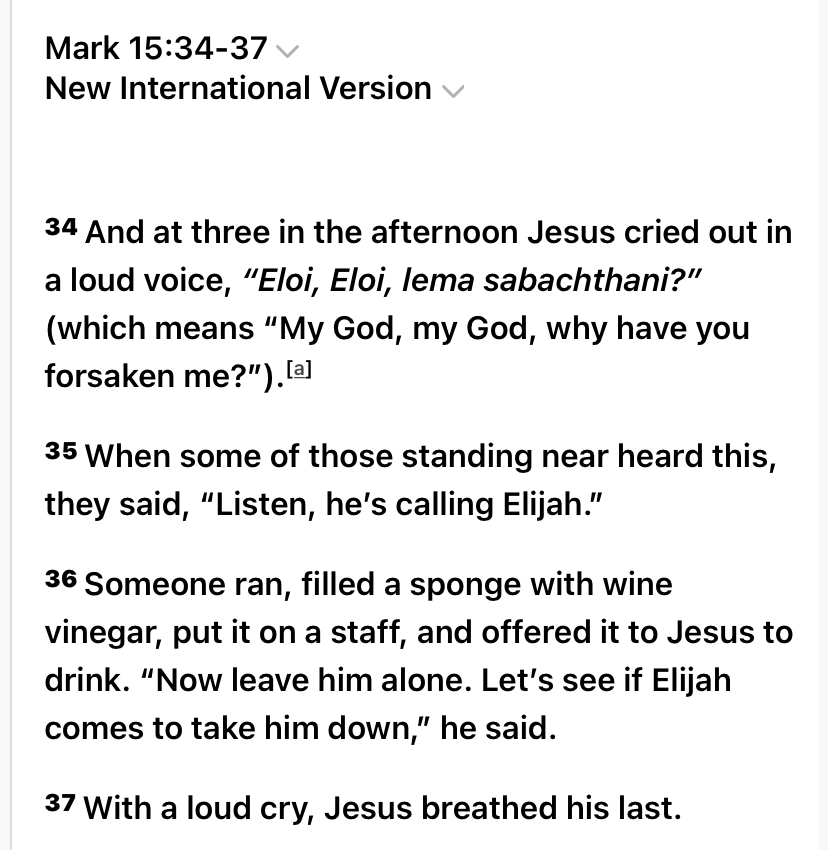 Mark 15:34-37
New International Version
34 And at three in the afternoon Jesus cried out in
a loud voice, “Eloi, Eloi, lema sabachthani?”
(which means “My God, my God, why have you
forsaken me?”).[a]
35 When some of those standing near heard this,
they said, “Listen, he’s calling Elijah.”
36 Someone ran, filled a sponge with wine
vinegar, put it on a staff, and offered it to Jesus to
drink. “Now leave him alone. Let’s see if Elijah
comes to take him down,” he said.
37 With a loud cry, Jesus breathed his last.